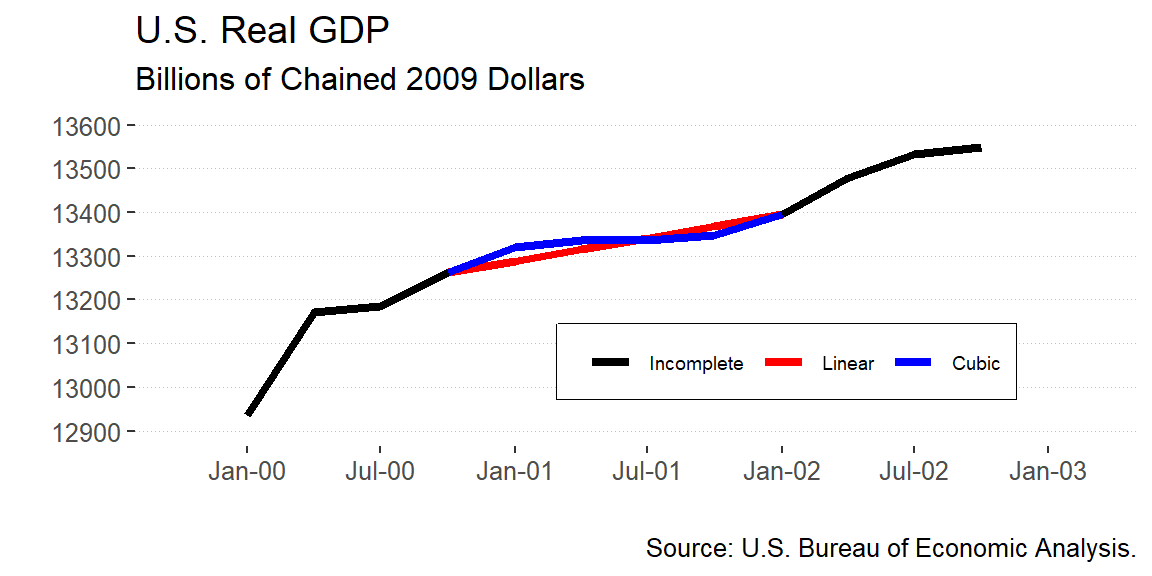 U.S. Real GDP
Billions of Chained 2009 Dollars
13600
13500
13400
13300
13200
13100
13000
12900
Incomplete Linear Cubic
Jan-00 Jul-00 Jan-01 Jul-01 Jan-02 Jul-02 Jan-03
Source: U.S. Bureau of Economic Analysis.